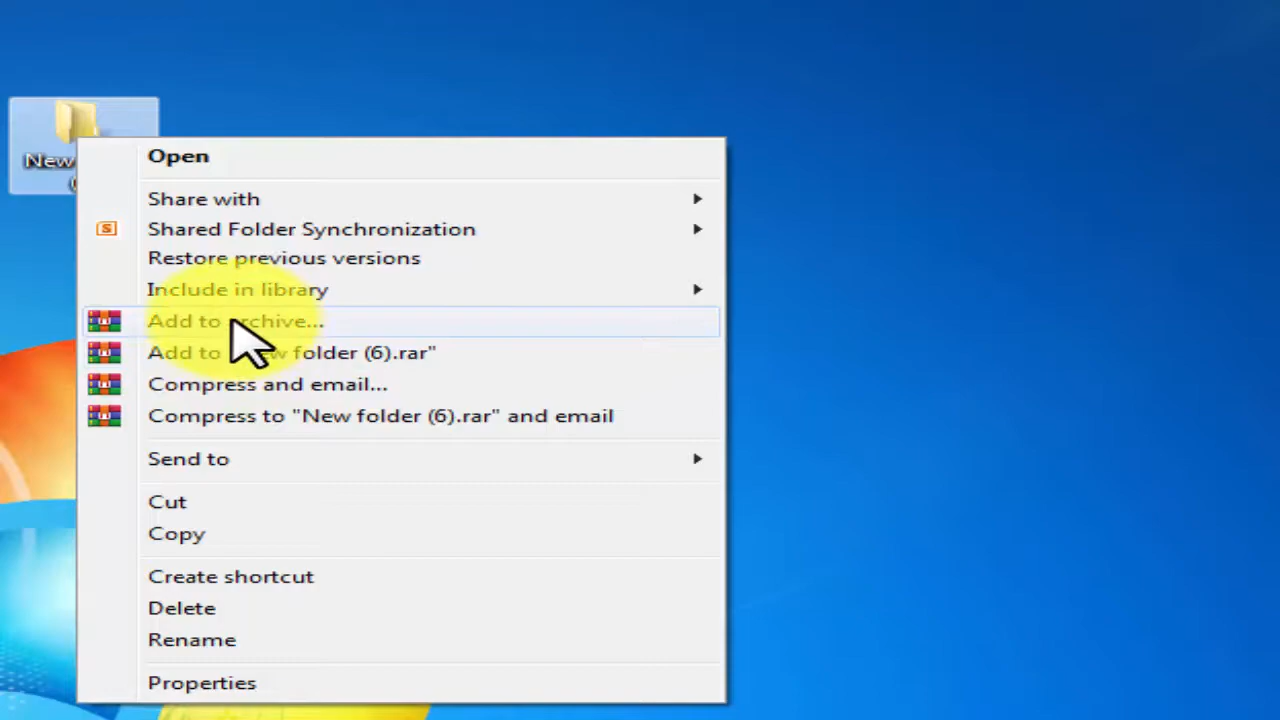 New
Open
Share with
Shared Folder Synchronization
Restore previous versions
Include in library
Add to archive...
Add to "New folder (6).rar"
Compress and email...
Compress to "New folder (6).rar" and email
Send to
Cut
Copy
Create shortcut
Delete
Rename
Properties